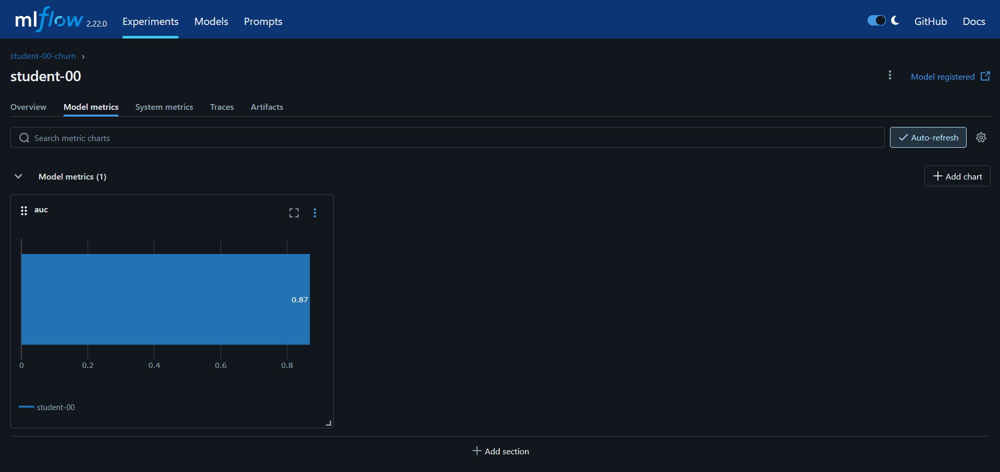 mlflow 2.22.0 Experiments Models Prompts GitHub Docs
student-00-churn
student-00
Model registered
Overview Model metrics System metrics Traces Artifacts
Search metric charts
Auto-refresh
Model metrics (1)
Add chart
auc
0.87
0 0.2 0.4 0.6 0.8
student-00
Add section